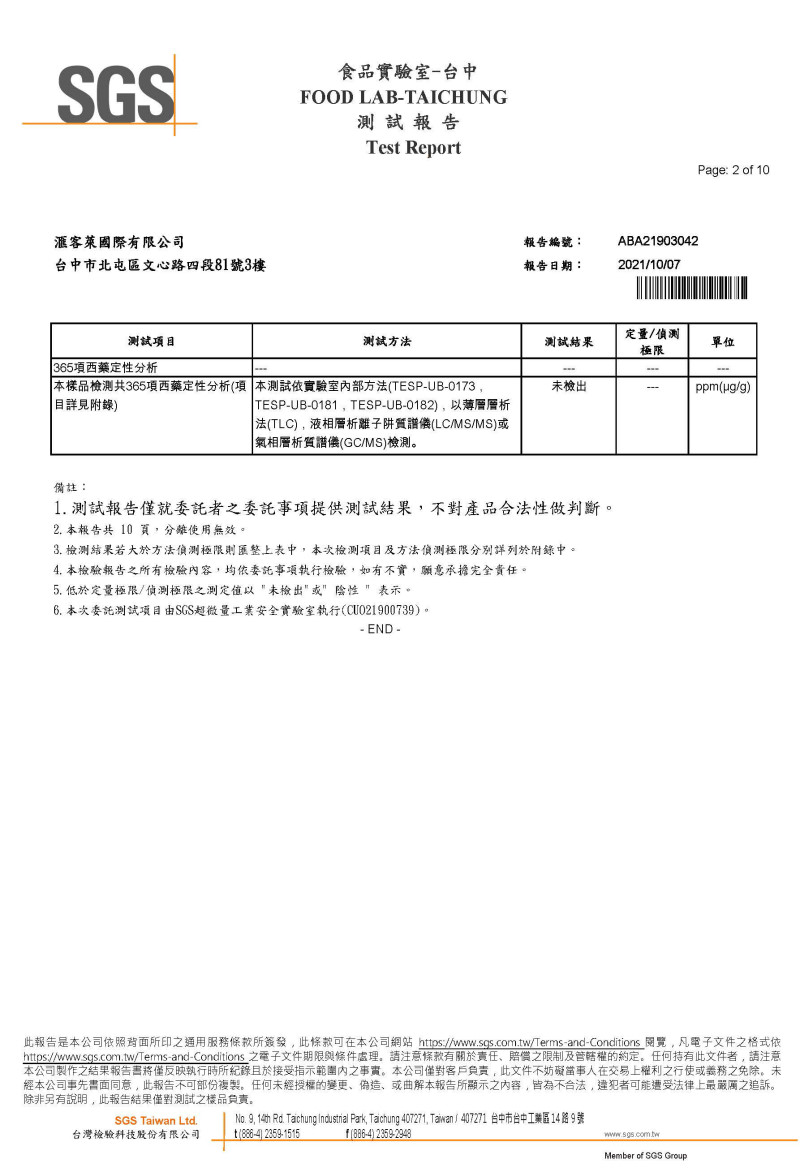 SGS
食品實驗室-台中
FOOD LAB-TAICHUNG
測 試 報 告
Test Report
Page: 2 of 10
滙客萊國際有限公司
台中市北屯區文心路四段81號3樓
報告編號： ABA21903042
報告日期： 2021/10/07
測試項目 測試方法 測試結果 定量/偵測極限 單位
365項西藥定性分析 --- --- --- ---
本樣品檢測共365項西藥定性分析(項 本測試依實驗室內部方法(TESP-UB-0173， 未檢出 --- ppm(μg/g)
目詳見附錄) TESP-UB-0181，TESP-UB-0182)，以薄層層析
法(TLC)，液相層析離子阱質譜儀(LC/MS/MS)或
氣相層析質譜儀(GC/MS)檢測。
備註：
1.測試報告僅就委託者之委託事項提供測試結果，不對產品合法性做判斷。
2.本報告共 10 頁，分離使用無效。
3.檢測結果若大於方法偵測極限則匯整上表中，本次檢測項目及方法偵測極限分別詳列於附錄中。
4.本檢驗報告之所有檢驗內容，均依委託事項執行檢驗，如有不實，願意承擔完全責任。
5.低於定量極限/偵測極限之測定值以 "未檢出"或" 陰性 " 表示。
6.本次委託測試項目由SGS超微量工業安全實驗室執行(CUO21900739)。
- END -
此報告是本公司依照背面所印之通用服務條款所簽發，此條款可在本公司網站 https://www.sgs.com.tw/Terms-and-Conditions 閱覽，凡電子文件之格式依
https://www.sgs.com.tw/Terms-and-Conditions 之電子文件期限與條件處理。請注意條款有關於責任、賠償之限制及管轄權的約定。任何持有此文件者，請注意
本公司製作之結果報告書將僅反映執行時所紀錄且於接受指示範圍內之事實。本公司僅對客戶負責，此文件不妨礙當事人在交易上權利之行使或義務之免除。未
經本公司事先書面同意，此報告不可部份複製。任何未經授權的變更、偽造、或曲解本報告所顯示之內容，皆為不合法，違犯者可能遭受法律上最嚴厲之追訴。
除非另有說明，此報告結果僅對測試之樣品負責。
SGS Taiwan Ltd.
台灣檢驗科技股份有限公司
No. 9, 14th Rd. Taichung Industrial Park, Taichung 407271, Taiwan / 407271 台中市台中工業區 14 路 9 號
t (886-4) 2359-1515 f (886-4) 2359-2948 www.sgs.com.tw
Member of SGS Group